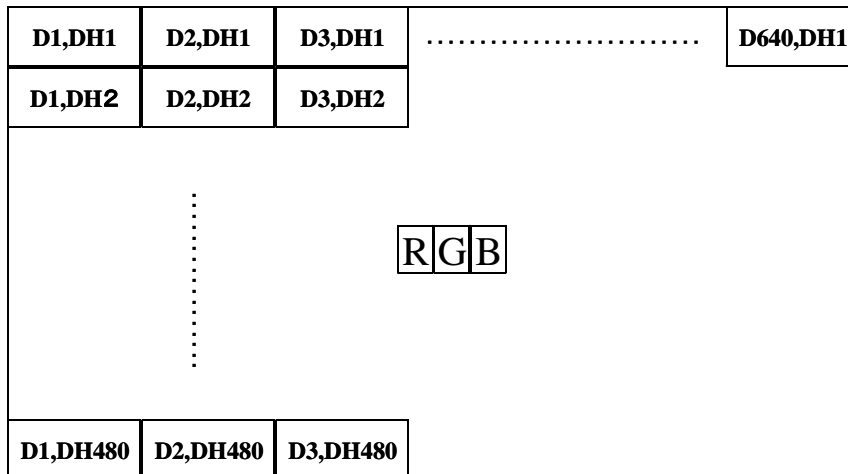 D1,DH1 D2,DH1 D3,DH1 ........................... D640,DH1
D1,DH2 D2,DH2 D3,DH2
R G B
D1,DH480 D2,DH480 D3,DH480